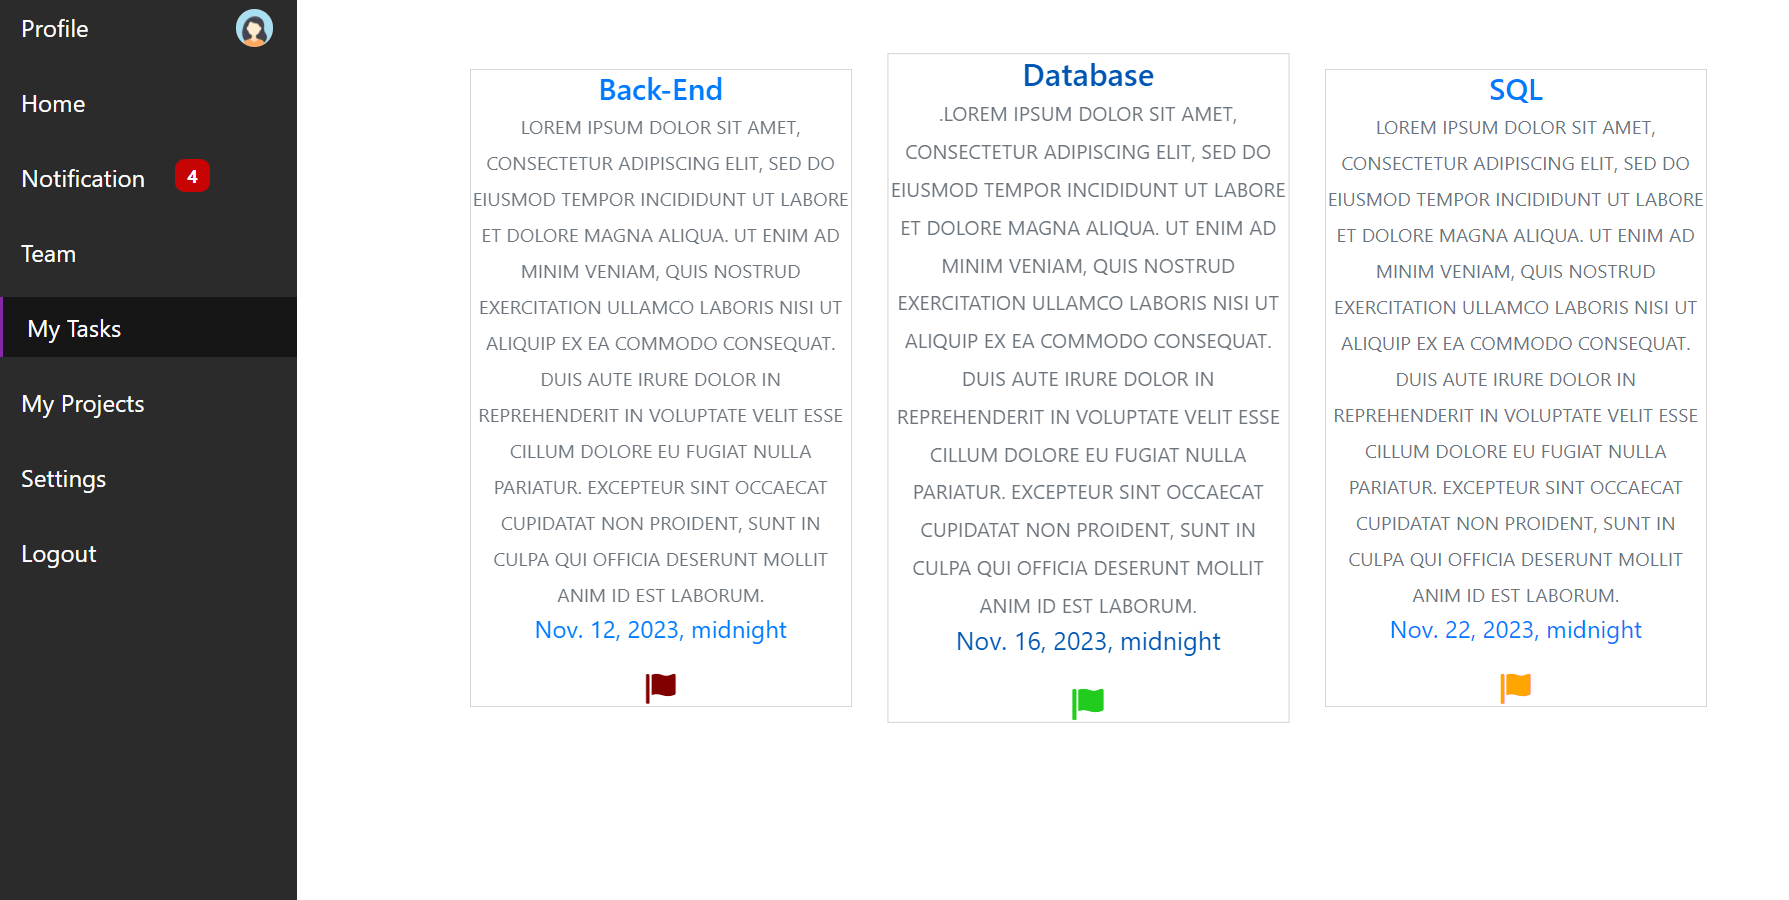 Profile
Home
Notification 4
Team
My Tasks
My Projects
Settings
Logout
Back-End
LOREM IPSUM DOLOR SIT AMET,
CONSECTETUR ADIPISCING ELIT, SED DO
EIUSMOD TEMPOR INCIDIDUNT UT LABORE
ET DOLORE MAGNA ALIQUA. UT ENIM AD
MINIM VENIAM, QUIS NOSTRUD
EXERCITATION ULLAMCO LABORIS NISI UT
ALIQUIP EX EA COMMODO CONSEQUAT.
DUIS AUTE IRURE DOLOR IN
REPREHENDERIT IN VOLUPTATE VELIT ESSE
CILLUM DOLORE EU FUGIAT NULLA
PARIATUR. EXCEPTEUR SINT OCCAECAT
CUPIDATAT NON PROIDENT, SUNT IN
CULPA QUI OFFICIA DESERUNT MOLLIT
ANIM ID EST LABORUM.
Nov. 12, 2023, midnight
Database
.LOREM IPSUM DOLOR SIT AMET,
CONSECTETUR ADIPISCING ELIT, SED DO
EIUSMOD TEMPOR INCIDIDUNT UT LABORE
ET DOLORE MAGNA ALIQUA. UT ENIM AD
MINIM VENIAM, QUIS NOSTRUD
EXERCITATION ULLAMCO LABORIS NISI UT
ALIQUIP EX EA COMMODO CONSEQUAT.
DUIS AUTE IRURE DOLOR IN
REPREHENDERIT IN VOLUPTATE VELIT ESSE
CILLUM DOLORE EU FUGIAT NULLA
PARIATUR. EXCEPTEUR SINT OCCAECAT
CUPIDATAT NON PROIDENT, SUNT IN
CULPA QUI OFFICIA DESERUNT MOLLIT
ANIM ID EST LABORUM.
Nov. 16, 2023, midnight
SQL
LOREM IPSUM DOLOR SIT AMET,
CONSECTETUR ADIPISCING ELIT, SED DO
EIUSMOD TEMPOR INCIDIDUNT UT LABORE
ET DOLORE MAGNA ALIQUA. UT ENIM AD
MINIM VENIAM, QUIS NOSTRUD
EXERCITATION ULLAMCO LABORIS NISI UT
ALIQUIP EX EA COMMODO CONSEQUAT.
DUIS AUTE IRURE DOLOR IN
REPREHENDERIT IN VOLUPTATE VELIT ESSE
CILLUM DOLORE EU FUGIAT NULLA
PARIATUR. EXCEPTEUR SINT OCCAECAT
CUPIDATAT NON PROIDENT, SUNT IN
CULPA QUI OFFICIA DESERUNT MOLLIT
ANIM ID EST LABORUM.
Nov. 22, 2023, midnight